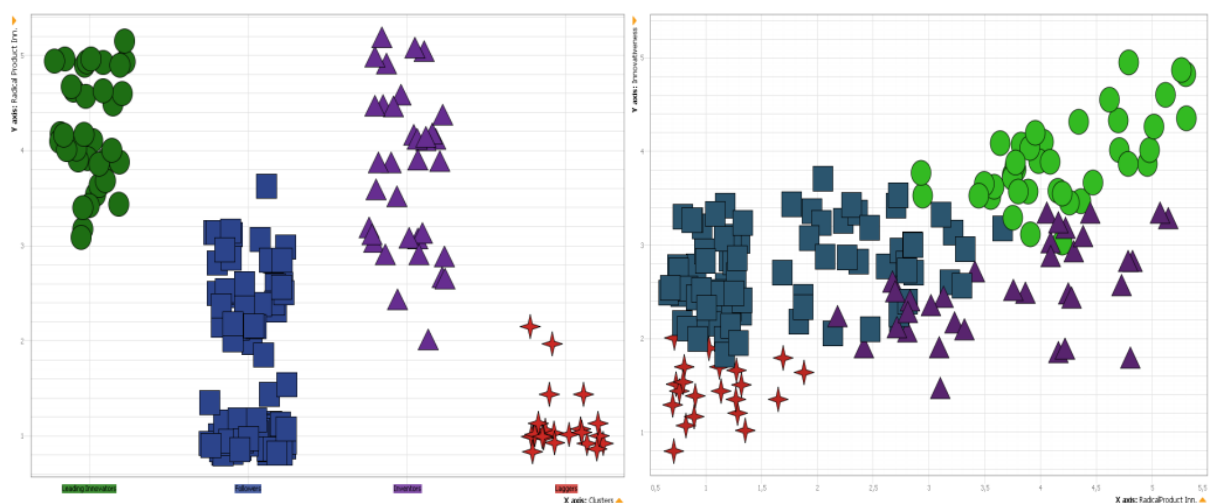 Y axis: Radical Product Inn.
5
4
3
2
1
Leading Innovators
Followers
Inventors
Laggers
X axis: Clusters
Y axis: Innovativeness
5
4
3
2
1
0,5
1
1,5
2
2,5
3
3,5
4
4,5
5
5,5
X axis: RadicalProduct Inn.